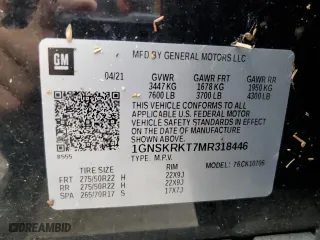 GM
MFD BY GENERAL MOTORS LLC
04/21 GVWR GAWR FRT GAWR RR
3447 KG 1678 KG 1950 KG
7600 LB 3700 LB 4300 LB
THIS VEHICLE CONFORMS TO ALL
APPLICABLE U.S. FEDERAL MOTOR
VEHICLE SAFETY STANDARDS IN
EFFECT ON THE DATE OF
MANUFACTURE SHOWN ABOVE.
1GNSKRKT7MR318446
TYPE: M.P.V. MODEL:
TIRE SIZE RIM
FRT 275/50R22 H 22X9J
RR 275/50R22 H 22X9J
SPA 265/70R17 S 17X7J